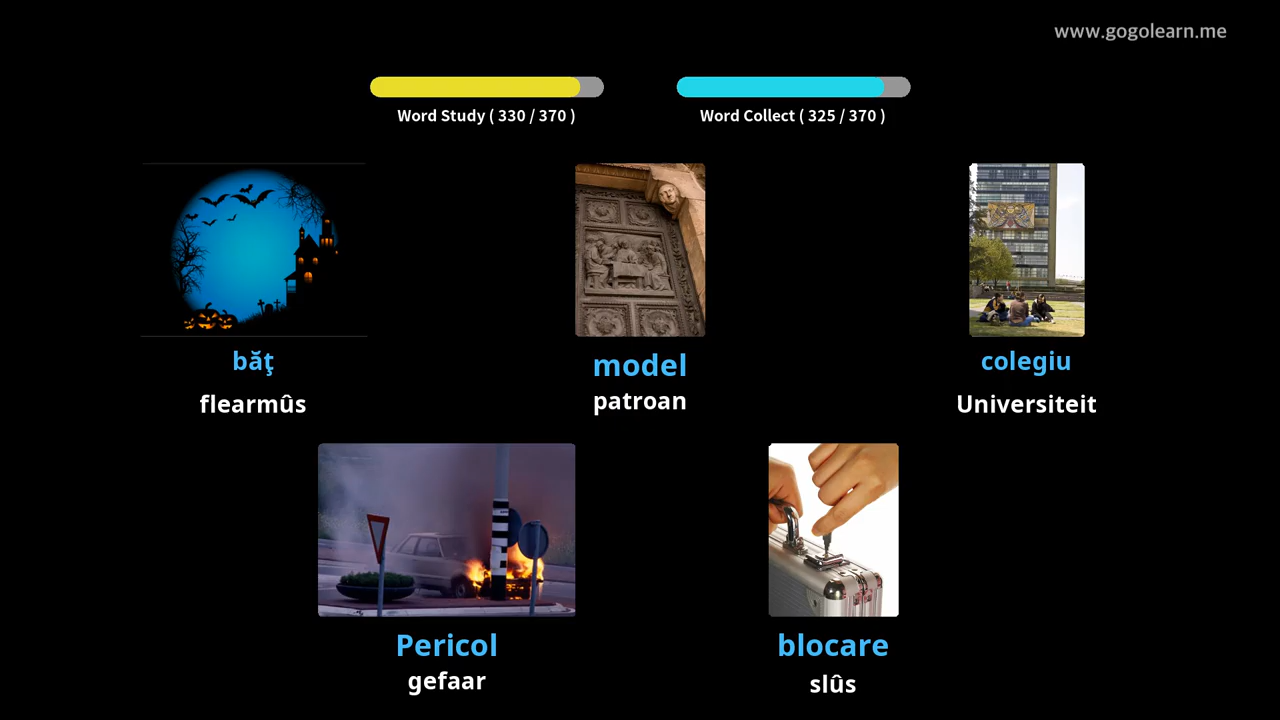 www.gogolearn.me
Word Study ( 330 / 370 )
Word Collect ( 325 / 370 )
băţ
flearmûs
model
patroan
colegiu
Universiteit
Pericol
gefaar
blocare
slûs